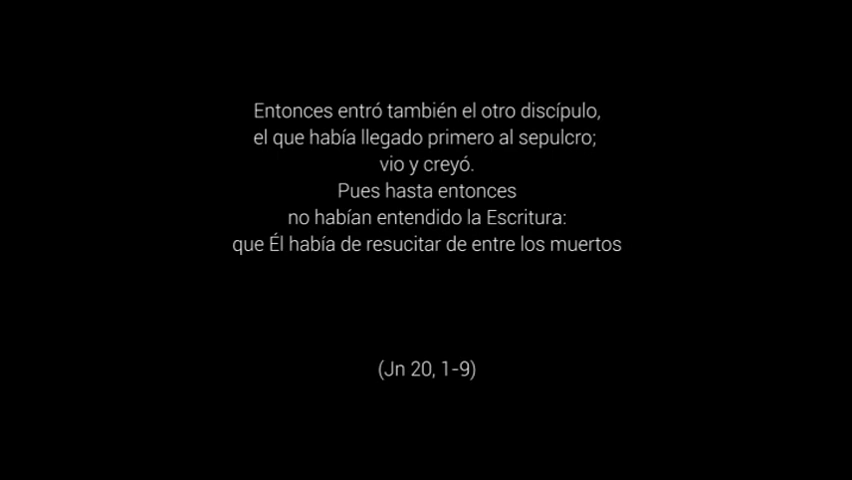 Entonces entró también el otro discípulo,
el que había llegado primero al sepulcro;
vio y creyó.
Pues hasta entonces
no habían entendido la Escritura:
que Él había de resucitar de entre los muertos
(Jn 20, 1-9)